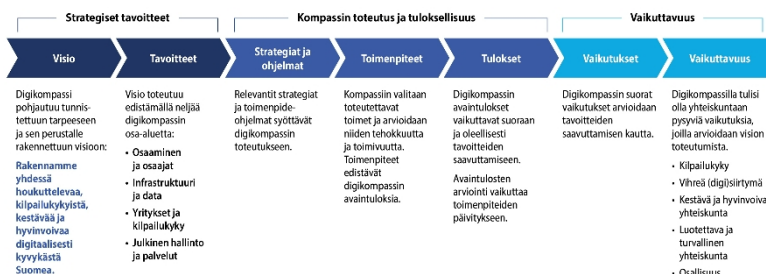 Strategiset tavoitteet
Kompassin toteutus ja tuloksellisuus
Vaikuttavuus
Visio
Tavoitteet
Strategiat ja
ohjelmat
Toimenpiteet
Tulokset
Vaikutukset
Vaikuttavuus
Digikompassi
pohjautuu tunnis-
tettuun tarpeeseen
ja sen perustalle
rakennettuun visioon:
Rakennamme
yhdessä
houkuttelevaa,
kilpailukykyistä,
kestävää ja
hyvinvoivaa
digitaalisesti
kyvykästä
Suomea.
Visio toteutuu
edistämällä neljää
digikompassin
osa-aluetta:
• Osaaminen
ja osaajat
• Infrastruktuuri
ja data
• Yritykset ja
kilpailukyky
• Julkinen hallinto
ja palvelut
Relevantit strategiat
ja toimenpide-
ohjelmat syöttävät
digikompassin
toteutukseen.
Kompassiin valitaan
toteutettavat
toimet ja arvioidaan
niiden tehokkuutta
ja toimivuutta.
Toimenpiteet
edistävät
digikompassin
avaintuloksia.
Digikompassin
avaintulokset
vaikuttavat suoraan
ja oleellisesti
tavoitteiden
saavuttamiseen.
Avaintulosten
arviointi vaikuttaa
toimenpiteiden
päivitykseen.
Digikompassin suorat
vaikutukset arvioidaan
tavoitteiden
saavuttamisen kautta.
Digikompassilla tulisi
olla yhteiskuntaan
pysyviä vaikutuksia,
joilla arvioidaan vision
toteutumista.
• Kilpailukyky
• Vihreä (digi)siirtymä
• Kestävä ja hyvinvoiva
yhteiskunta
• Luotettava ja
turvallinen
yhteiskunta
• Osallisuus